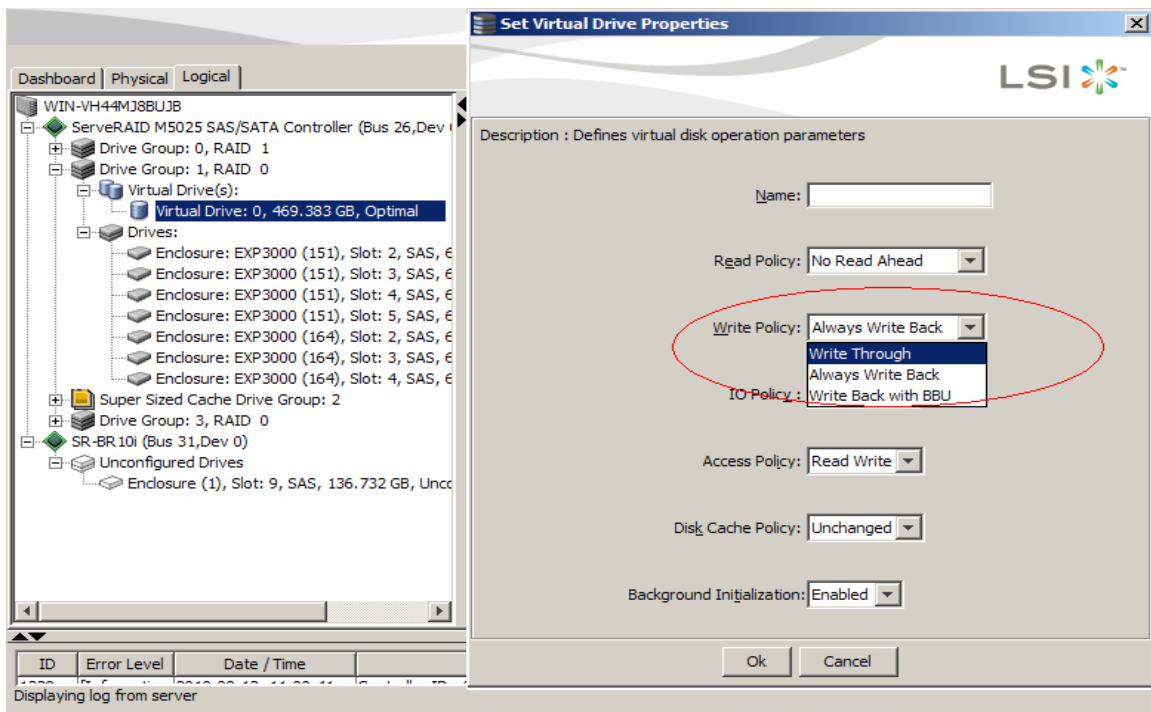 Set Virtual Drive Properties
LSI
Dashboard Physical Logical
WIN-VH44MJ8BUJB
ServeRAID M5025 SAS/SATA Controller (Bus 26,Dev
Drive Group: 0, RAID 1
Drive Group: 1, RAID 0
Virtual Drive(s):
Virtual Drive: 0, 469.383 GB, Optimal
Drives:
Enclosure: EXP3000 (151), Slot: 2, SAS, 6
Enclosure: EXP3000 (151), Slot: 3, SAS, 6
Enclosure: EXP3000 (151), Slot: 4, SAS, 6
Enclosure: EXP3000 (151), Slot: 5, SAS, 6
Enclosure: EXP3000 (164), Slot: 2, SAS, 6
Enclosure: EXP3000 (164), Slot: 3, SAS, 6
Enclosure: EXP3000 (164), Slot: 4, SAS, 6
Super Sized Cache Drive Group: 2
Drive Group: 3, RAID 0
SR-BR10i (Bus 31,Dev 0)
Unconfigured Drives
Enclosure (1), Slot: 9, SAS, 136.732 GB, Unco
Description : Defines virtual disk operation parameters
Name:
Read Policy: No Read Ahead
Write Policy: Always Write Back
Write Through
Always Write Back
IO Policy : Write Back with BBU
Access Policy: Read Write
Disk Cache Policy: Unchanged
Background Initialization: Enabled
Ok Cancel
ID Error Level Date / Time
Displaying log from server